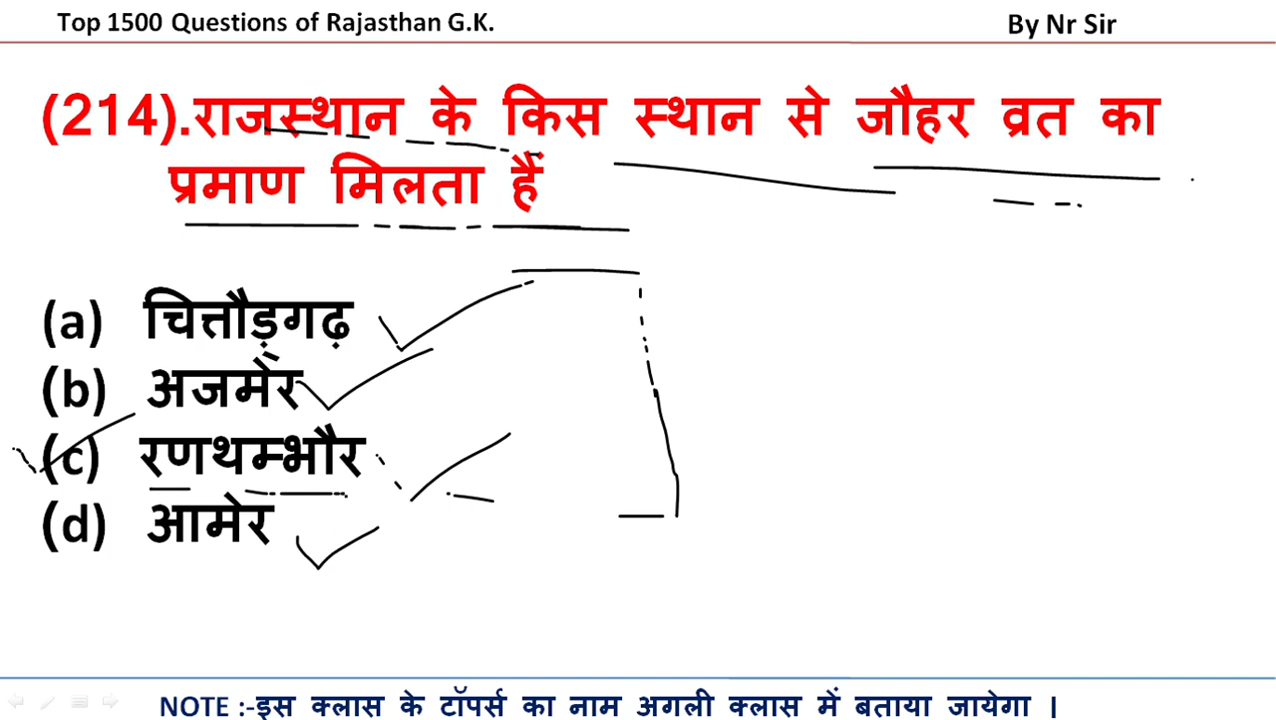 Top 1500 Questions of Rajasthan G.K.
By Nr Sir
(214).राजस्थान के किस स्थान से जौहर व्रत का
प्रमाण मिलता हैं
(a) चित्तौड़गढ़
(b) अजमेर
(c) रणथम्भौर
(d) आमेर
NOTE :-इस क्लास के टॉपर्स का नाम अगली क्लास में बताया जायेगा ।